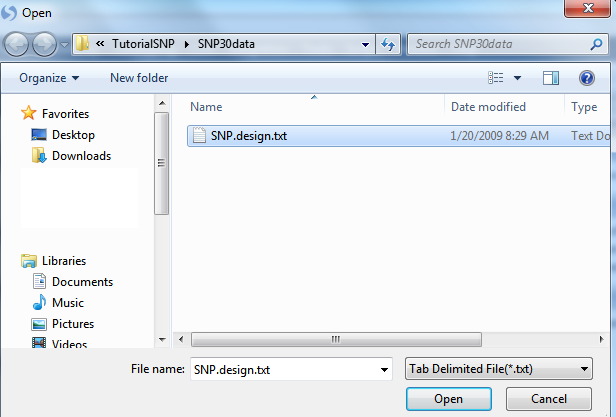 Open
« TutorialSNP SNP30data Search SNP30data
Organize New folder
Name Date modified Type
Favorites
Desktop
Downloads
SNP.design.txt 1/20/2009 8:29 AM Text Do
Libraries
Documents
Music
Pictures
Videos
File name: SNP.design.txt Tab Delimited File(*.txt)
Open Cancel